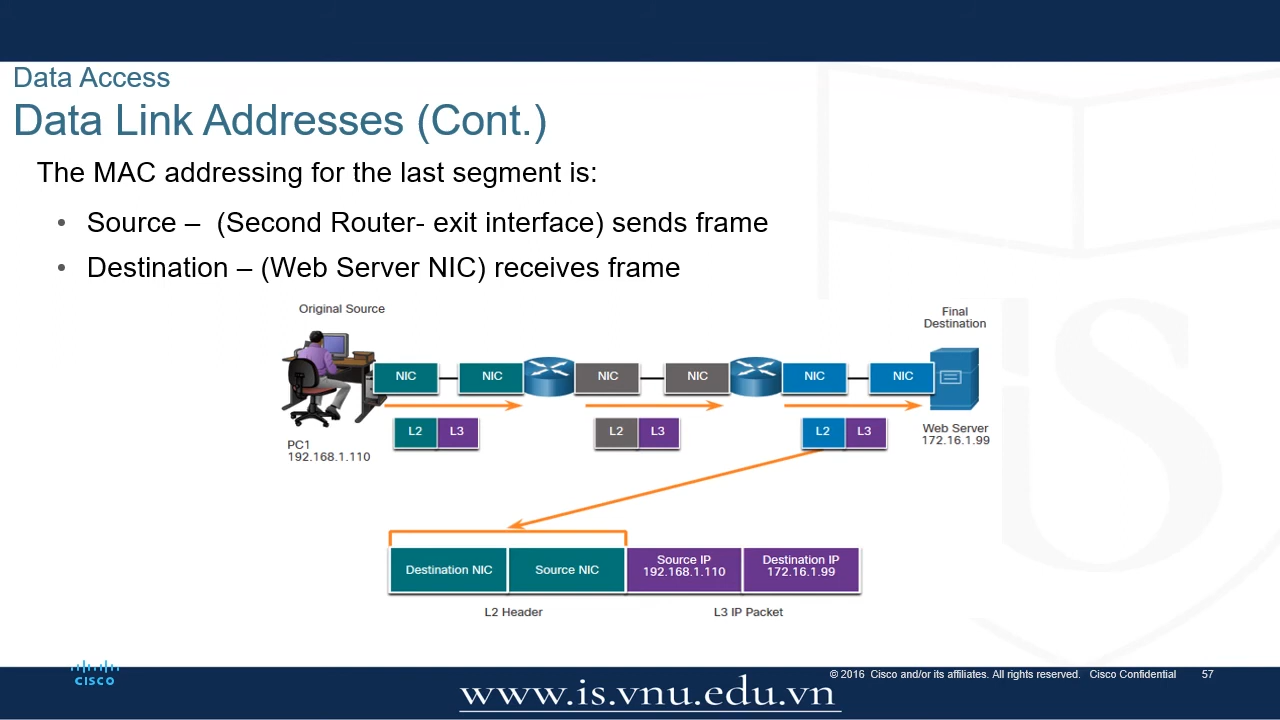 Data Access
Data Link Addresses (Cont.)
The MAC addressing for the last segment is:
• Source – (Second Router- exit interface) sends frame
• Destination – (Web Server NIC) receives frame
Original Source
Final
Destination
NIC
NIC
NIC
NIC
NIC
NIC
L2
L3
L2
L3
L2
L3
PC1
192.168.1.110
Web Server
172.16.1.99
Destination NIC
Source NIC
Source IP
192.168.1.110
Destination IP
172.16.1.99
L2 Header
L3 IP Packet
CISCO
© 2016 Cisco and/or its affiliates. All rights reserved. Cisco Confidential
57
www.is.vnu.edu.vn